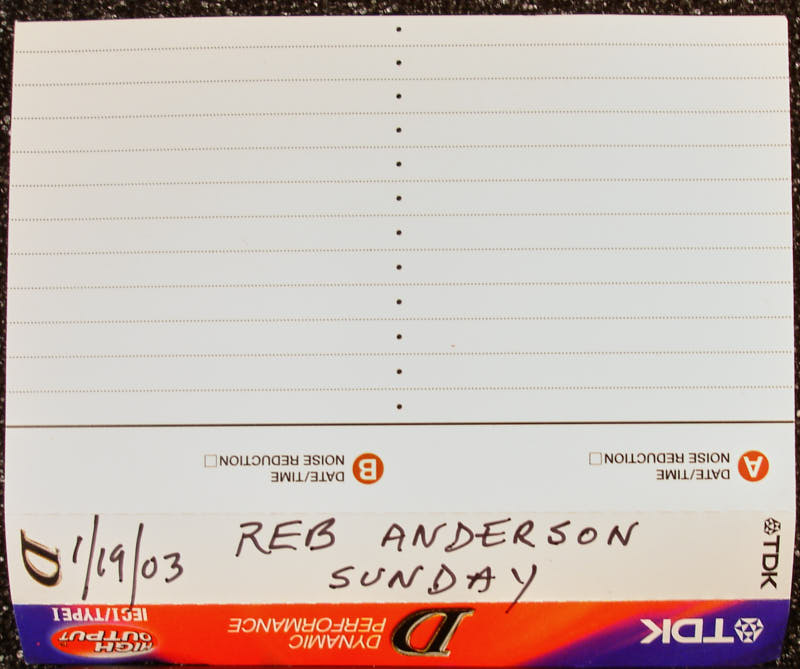 B DATE/TIME
NOISE REDUCTION
A DATE/TIME
NOISE REDUCTION
D 1/19/03 REB ANDERSON TDK
SUNDAY
HIGH OUTPUT
IECI/TYPE I
D DYNAMIC
PERFORMANCE
TDK